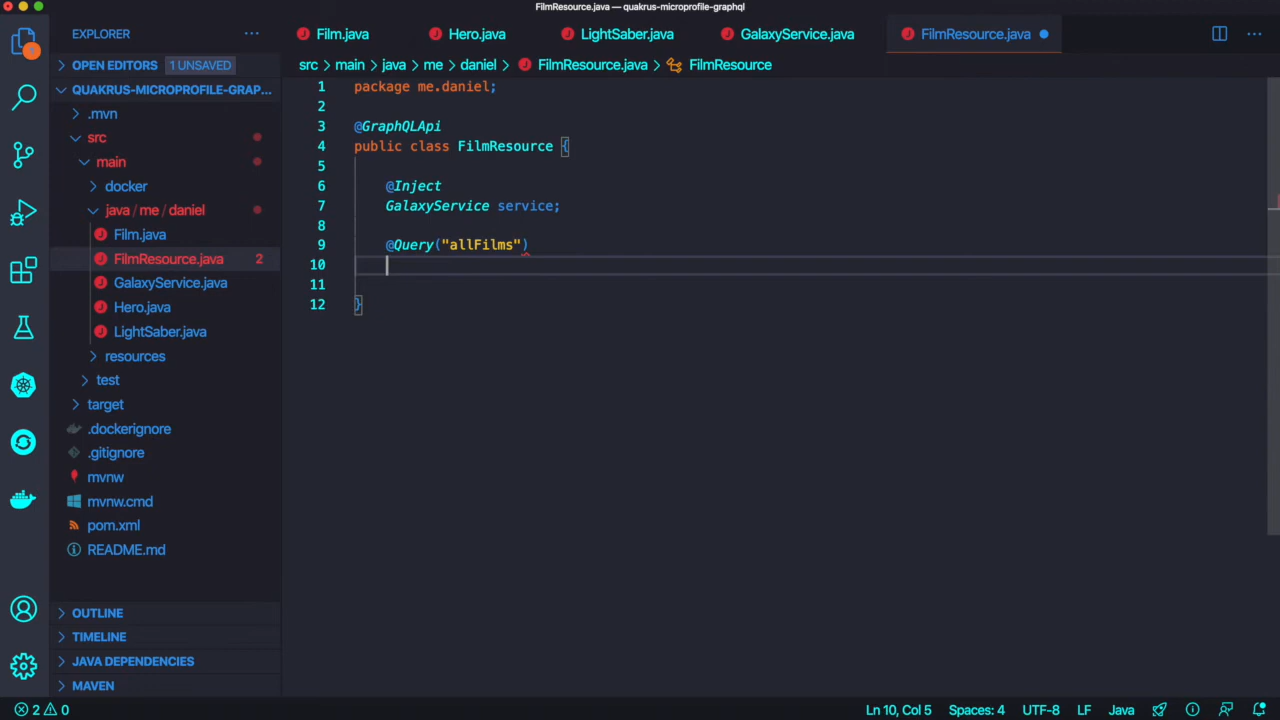 FilmResource.java — quakrus-microprofile-graphql
EXPLORER
Film.java
Hero.java
LightSaber.java
GalaxyService.java
FilmResource.java
OPEN EDITORS 1 UNSAVED
src > main > java > me > daniel > FilmResource.java > FilmResource
QUAKRUS-MICROPROFILE-GRAP...
.mvn
src
main
docker
java / me / daniel
Film.java
FilmResource.java 2
GalaxyService.java
Hero.java
LightSaber.java
resources
test
target
.dockerignore
.gitignore
mvnw
mvnw.cmd
pom.xml
README.md
OUTLINE
TIMELINE
JAVA DEPENDENCIES
MAVEN
1 package me.daniel;
2
3 @GraphQLApi
4 public class FilmResource {
5
6 @Inject
7 GalaxyService service;
8
9 @Query("allFilms")
10
11
12 }
2 0
Ln 10, Col 5
Spaces: 4
UTF-8
LF
Java